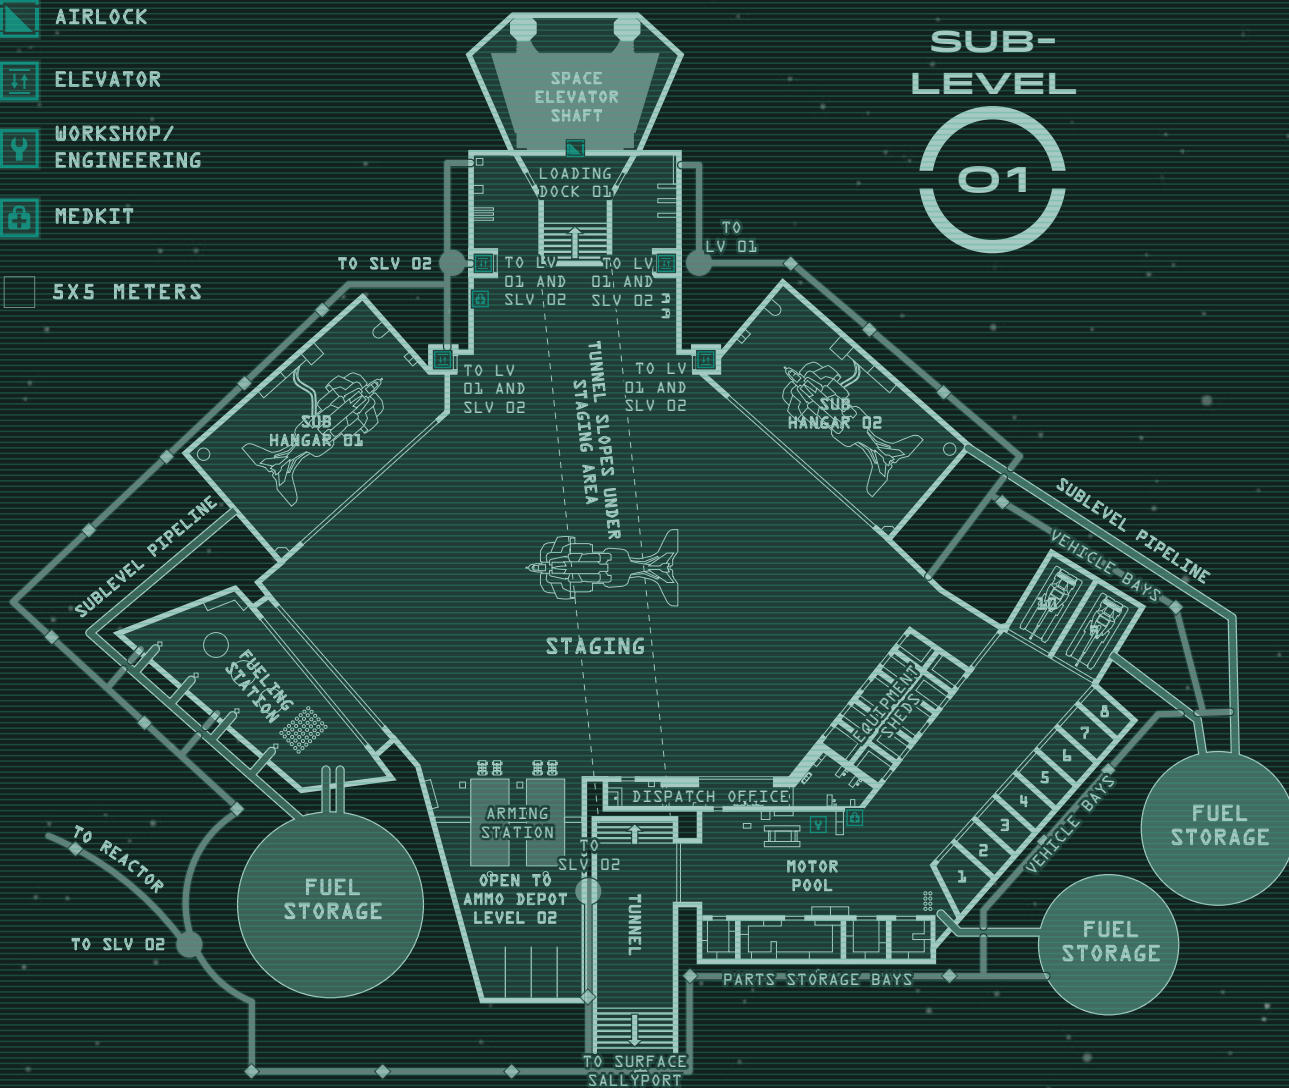 AIRLOCK
ELEVATOR
WORKSHOP/
ENGINEERING
MEDKIT
5X5 METERS
SUB-
LEVEL
01
SPACE
ELEVATOR
SHAFT
LOADING
DOCK 01
TO SLV 02
TO LV
01 AND
SLV 02
TO LV
01 AND
SLV 02
TO
LV 01
TO LV
01 AND
SLV 02
TO LV
01 AND
SLV 02
TUNNEL SLOPES UNDER
STAGING AREA
SUB
HANGAR 01
SUB
HANGAR 02
SUBLEVEL PIPELINE
SUBLEVEL PIPELINE
VEHICLE BAYS
10
9
STAGING
FUELING
STATION
EQUIPMENT
SHEDS
8
7
6
5
4
3
2
1
VEHICLE BAYS
DISPATCH OFFICE
ARMING
STATION
TO
SLV 02
OPEN TO
AMMO DEPOT
LEVEL 02
MOTOR
POOL
TUNNEL
FUEL
STORAGE
FUEL
STORAGE
FUEL
STORAGE
TO REACTOR
TO SLV 02
PARTS STORAGE BAYS
TO SURFACE
SALLYPORT